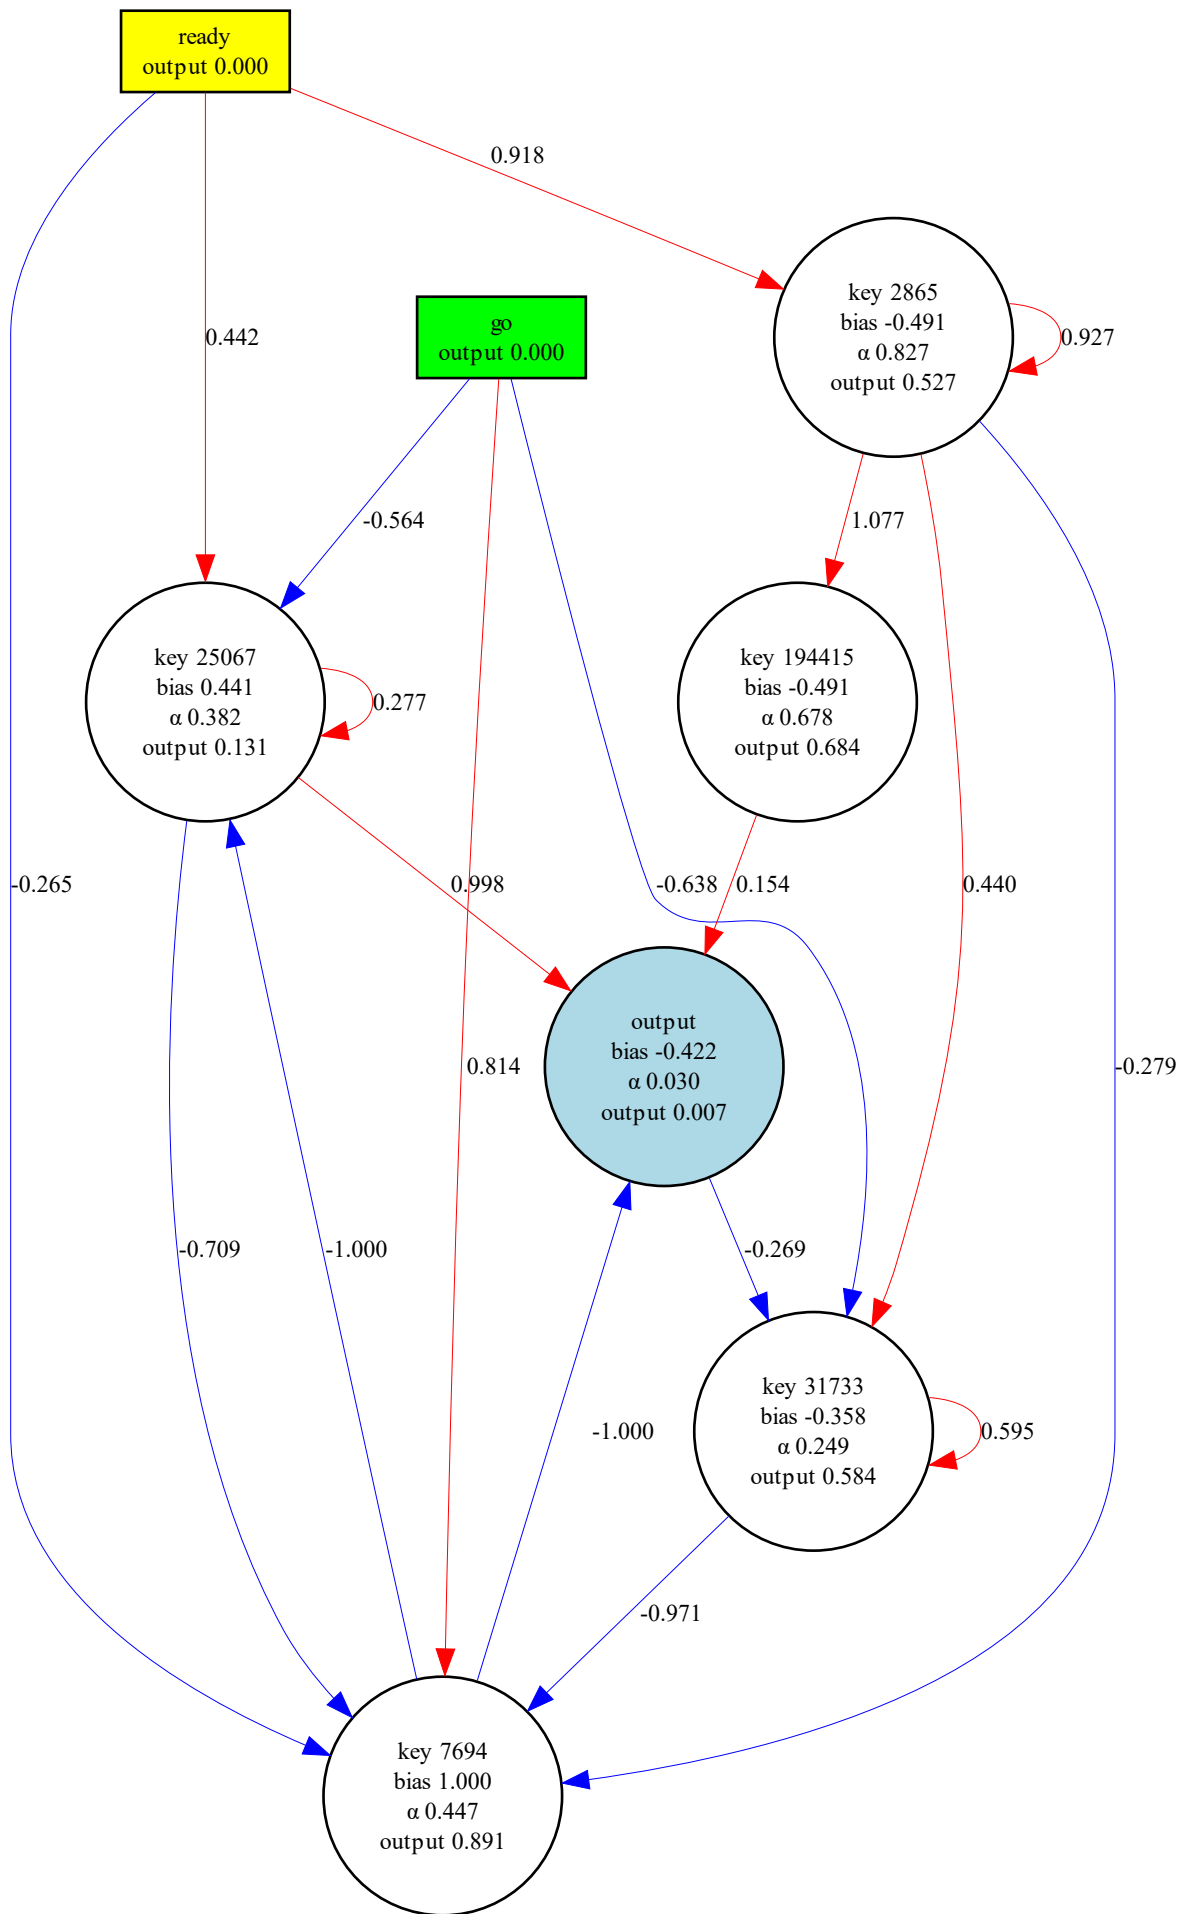 ready
output 0.000
0.918
key 2865
bias -0.491
α 0.827
output 0.527
0.927
go
output 0.000
0.442
-0.564
1.077
key 25067
bias 0.441
α 0.382
output 0.131
0.277
key 194415
bias -0.491
α 0.678
output 0.684
-0.265
0.998
-0.638
0.154
0.440
output
bias -0.422
α 0.030
output 0.007
0.814
-0.279
-0.709
-1.000
-0.269
key 31733
bias -0.358
α 0.249
output 0.584
0.595
-1.000
-0.971
key 7694
bias 1.000
α 0.447
output 0.891